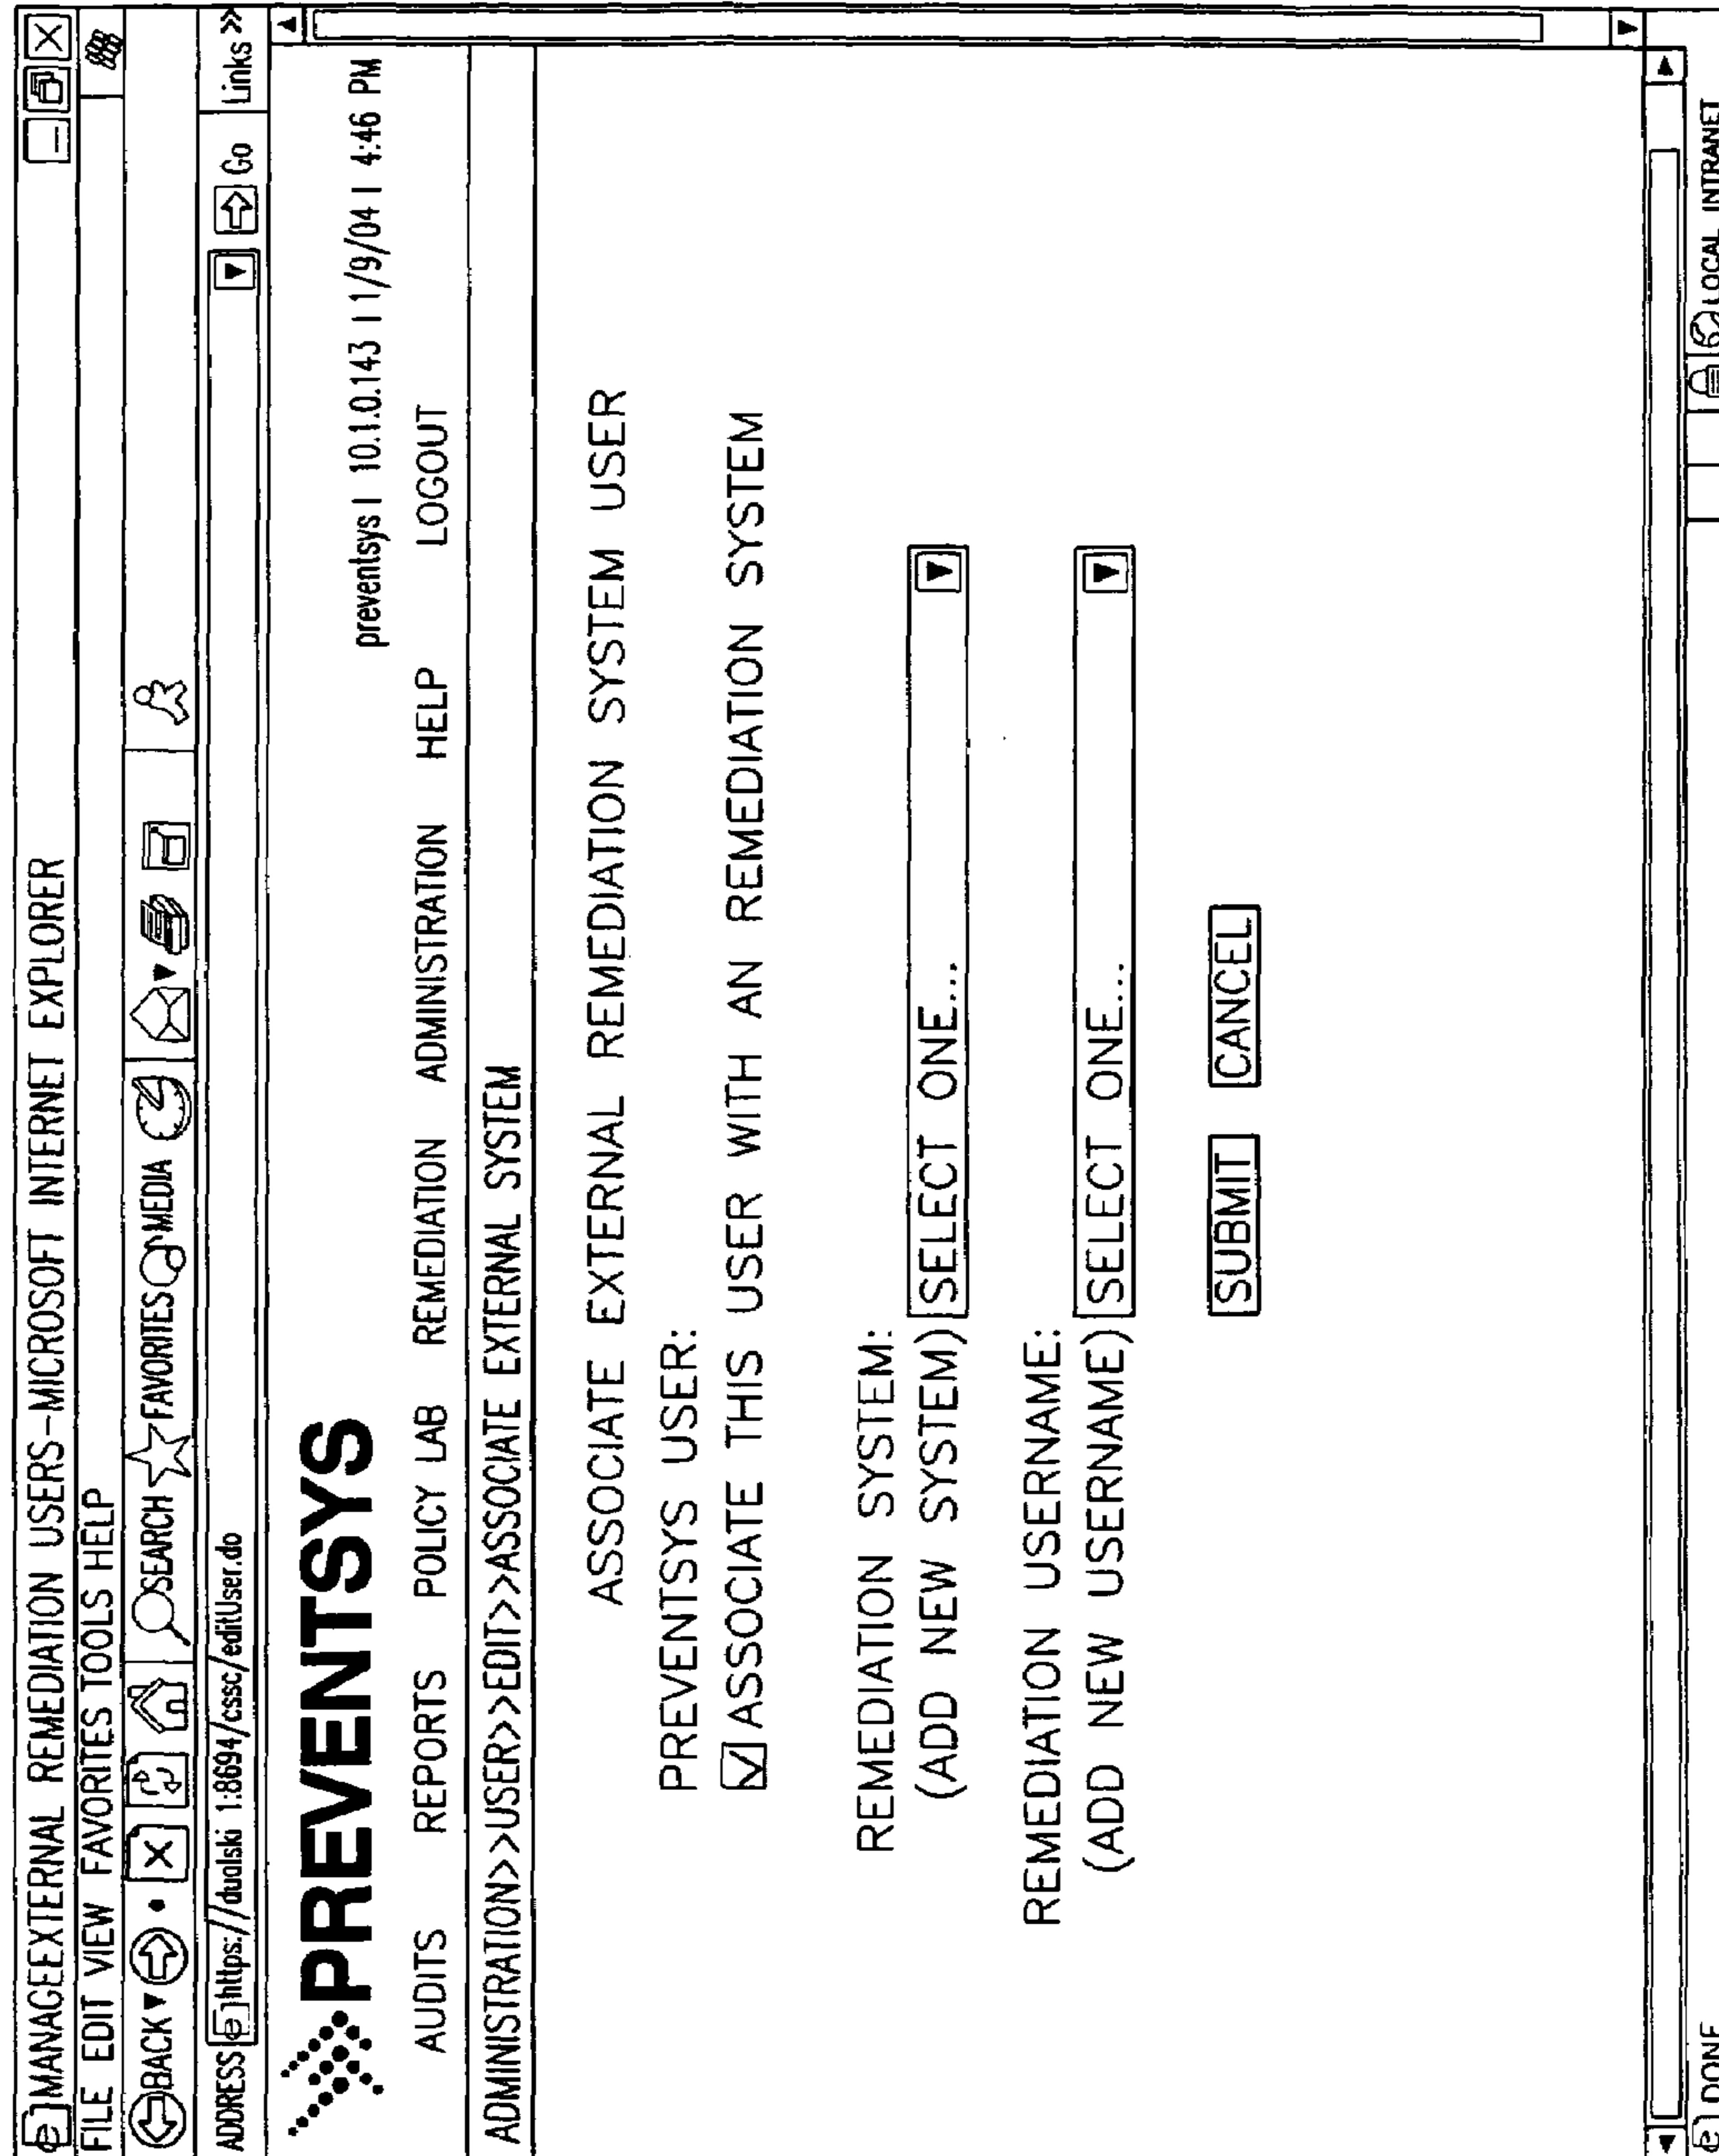 MANAGEEXTERNAL REMEDIATION USERS-MICROSOFT INTERNET EXPLORER
FILE EDIT VIEW FAVORITES TOOLS HELP
BACK SEARCH FAVORITES MEDIA
ADDRESS https://dualski 1:8694/cssc/editUser.do Go Links >>
PREVENTSYS
preventsys | 10.1.0.143 | 1/9/04 | 4:46 PM
AUDITS REPORTS POLICY LAB REMEDIATION ADMINISTRATION HELP LOGOUT
ADMINISTRATION>>USER>>EDIT>>ASSOCIATE EXTERNAL SYSTEM
ASSOCIATE EXTERNAL REMEDIATION SYSTEM USER
PREVENTSYS USER:
ASSOCIATE THIS USER WITH AN REMEDIATION SYSTEM
REMEDIATION SYSTEM:
(ADD NEW SYSTEM) SELECT ONE...
REMEDIATION USERNAME:
(ADD NEW USERNAME) SELECT ONE...
SUBMIT CANCEL
DONE LOCAL INTRANET